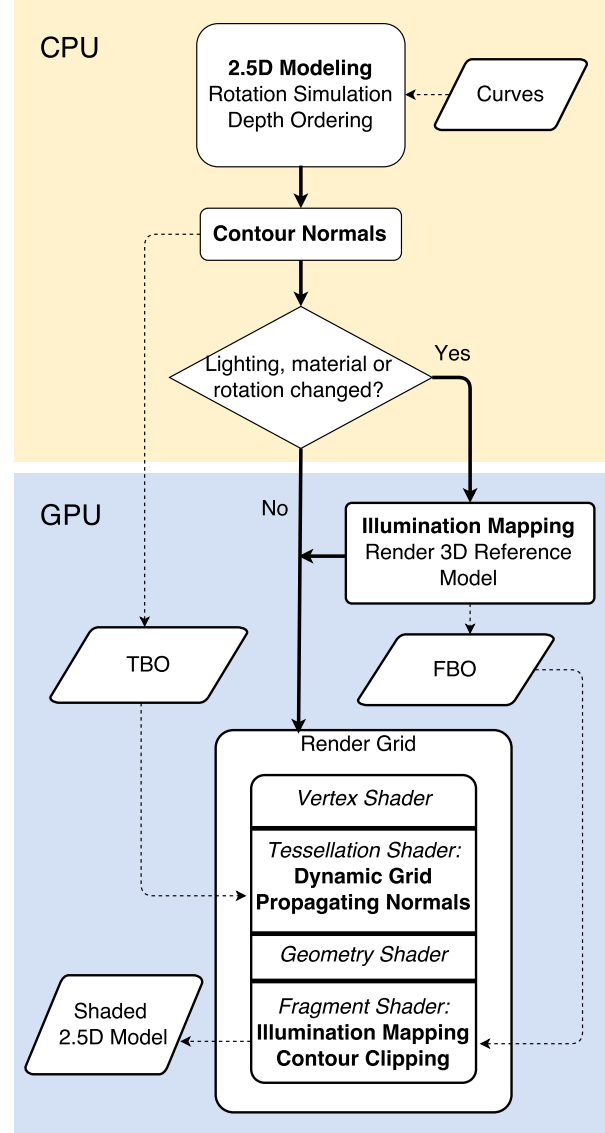 CPU
2.5D Modeling
Rotation Simulation
Depth Ordering
Curves
Contour Normals
Lighting, material or
rotation changed?
Yes
No
GPU
Illumination Mapping
Render 3D Reference
Model
TBO
FBO
Render Grid
Vertex Shader
Tessellation Shader:
Dynamic Grid
Propagating Normals
Geometry Shader
Fragment Shader:
Illumination Mapping
Contour Clipping
Shaded
2.5D Model